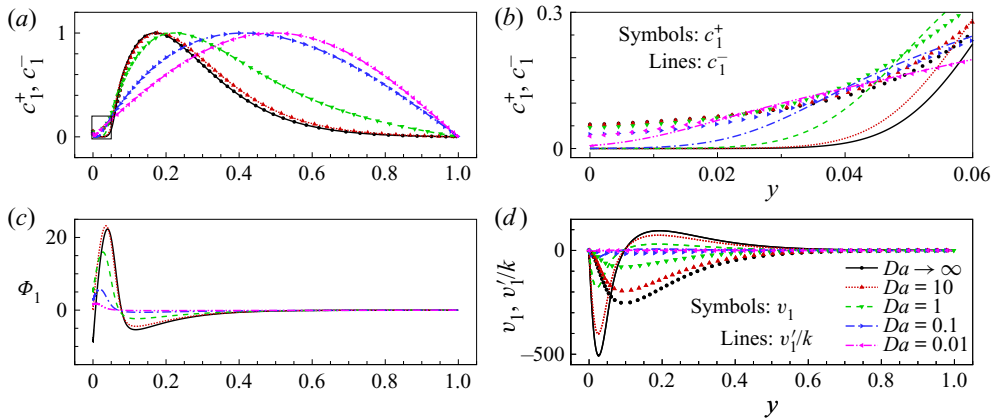 (a)
c₁⁺, c₁⁻
1
0
0 0.2 0.4 0.6 0.8 1.0
(b)
c₁⁺, c₁⁻
0.3
0
Symbols: c₁⁺
Lines: c₁⁻
0 0.02 0.04 0.06
y
(c)
Φ₁
20
0
0 0.2 0.4 0.6 0.8 1.0
(d)
v₁, v₁′/k
0
–500
Symbols: v₁
Lines: v₁′/k
Da → ∞
Da = 10
Da = 1
Da = 0.1
Da = 0.01
0 0.2 0.4 0.6 0.8 1.0
y